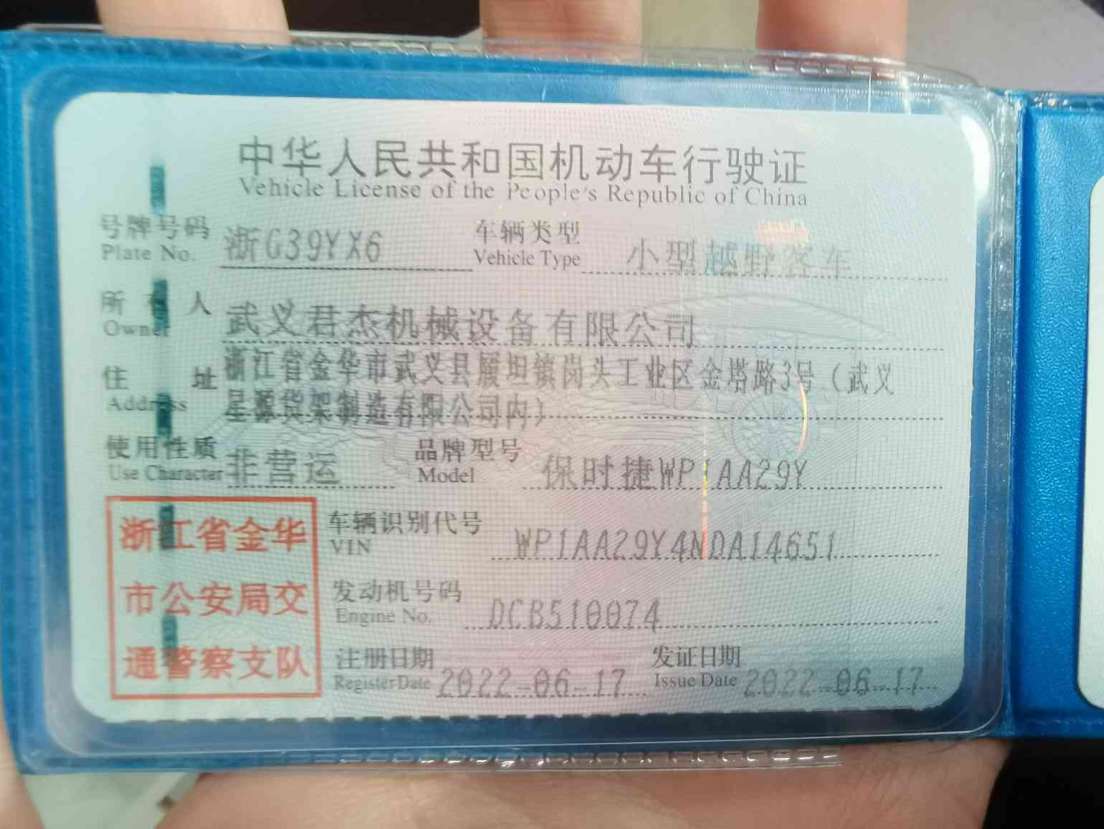 中华人民共和国机动车行驶证
Vehicle License of the People's Republic of China
号牌号码 浙G39YX6 车辆类型 小型越野客车
Plate No. Vehicle Type
所有人 武义君杰机械设备有限公司
Owner
住址 浙江省金华市武义县履坦镇岗头工业区金塔路3号（武义
Address 星源货架制造有限公司内）
使用性质 非营运 品牌型号 保时捷WP1AA29Y
Use Character Model
浙江省金华
市公安局交
通警察支队
车辆识别代号 WP1AA29Y4NDA14651
VIN
发动机号码 DCB510074
Engine No.
注册日期 2022-06-17 发证日期 2022-06-17
Register Date Issue Date